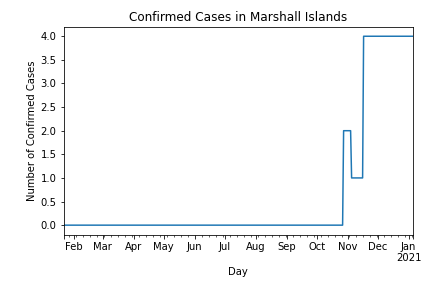 Confirmed Cases in Marshall Islands
4.0
3.5
3.0
2.5
2.0
1.5
1.0
0.5
0.0
Number of Confirmed Cases
Feb Mar Apr May Jun Jul Aug Sep Oct Nov Dec Jan
2021
Day